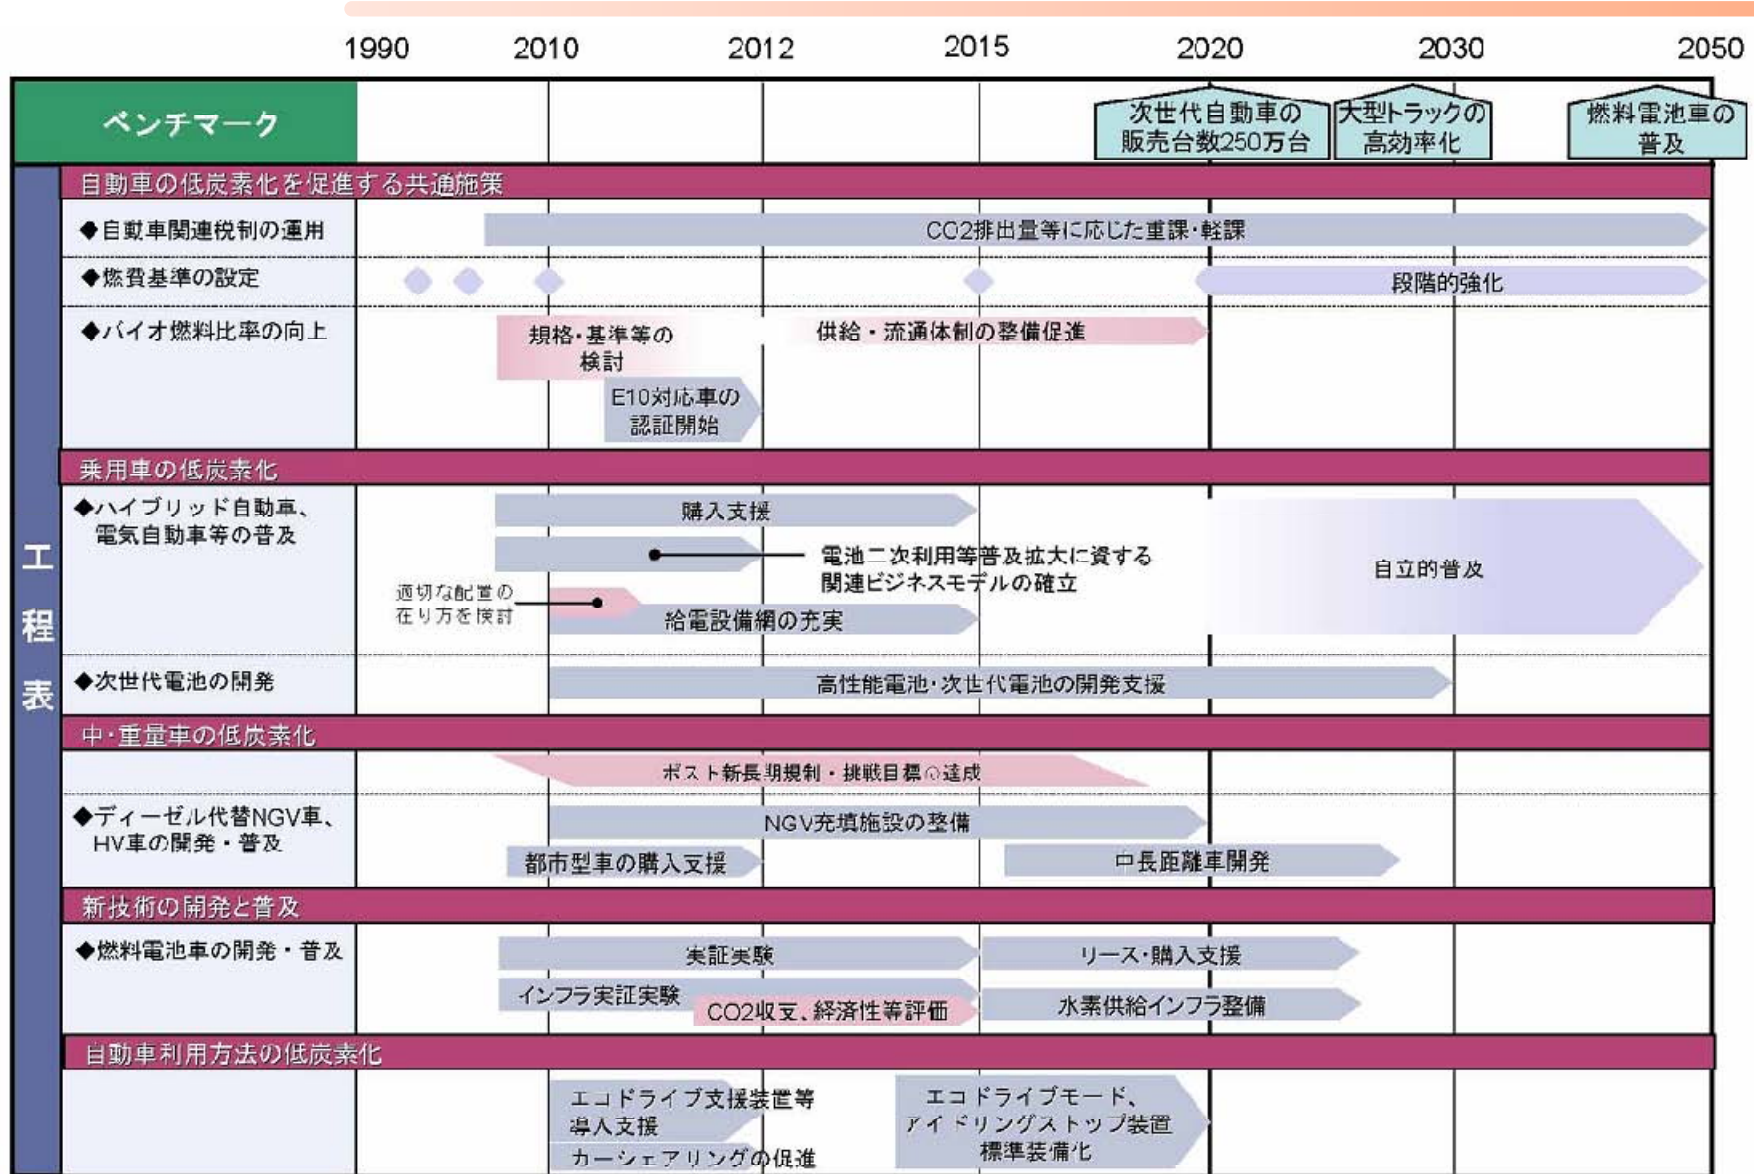 1990 2010 2012 2015 2020 2030 2050
ベンチマーク
次世代自動車の
販売台数250万台
大型トラックの
高効率化
燃料電池車の
普及
工程表
自動車の低炭素化を促進する共通施策
◆自動車関連税制の運用
CO2排出量等に応じた重課・軽課
◆燃費基準の設定
段階的強化
◆バイオ燃料比率の向上
規格・基準等の
検討
供給・流通体制の整備促進
E10対応車の
認証開始
乗用車の低炭素化
◆ハイブリッド自動車、
電気自動車等の普及
購入支援
電池二次利用等普及拡大に資する
関連ビジネスモデルの確立
適切な配置の
在り方を検討
給電設備網の充実
自立的普及
◆次世代電池の開発
高性能電池・次世代電池の開発支援
中・重量車の低炭素化
ポスト新長期規制・挑戦目標の達成
◆ディーゼル代替NGV車、
HV車の開発・普及
NGV充填施設の整備
都市型車の購入支援
中長距離車開発
新技術の開発と普及
◆燃料電池車の開発・普及
実証実験
リース・購入支援
インフラ実証実験
CO2収支、経済性等評価
水素供給インフラ整備
自動車利用方法の低炭素化
エコドライブ支援装置等
導入支援
カーシェアリングの促進
エコドライブモード、
アイドリングストップ装置
標準装備化